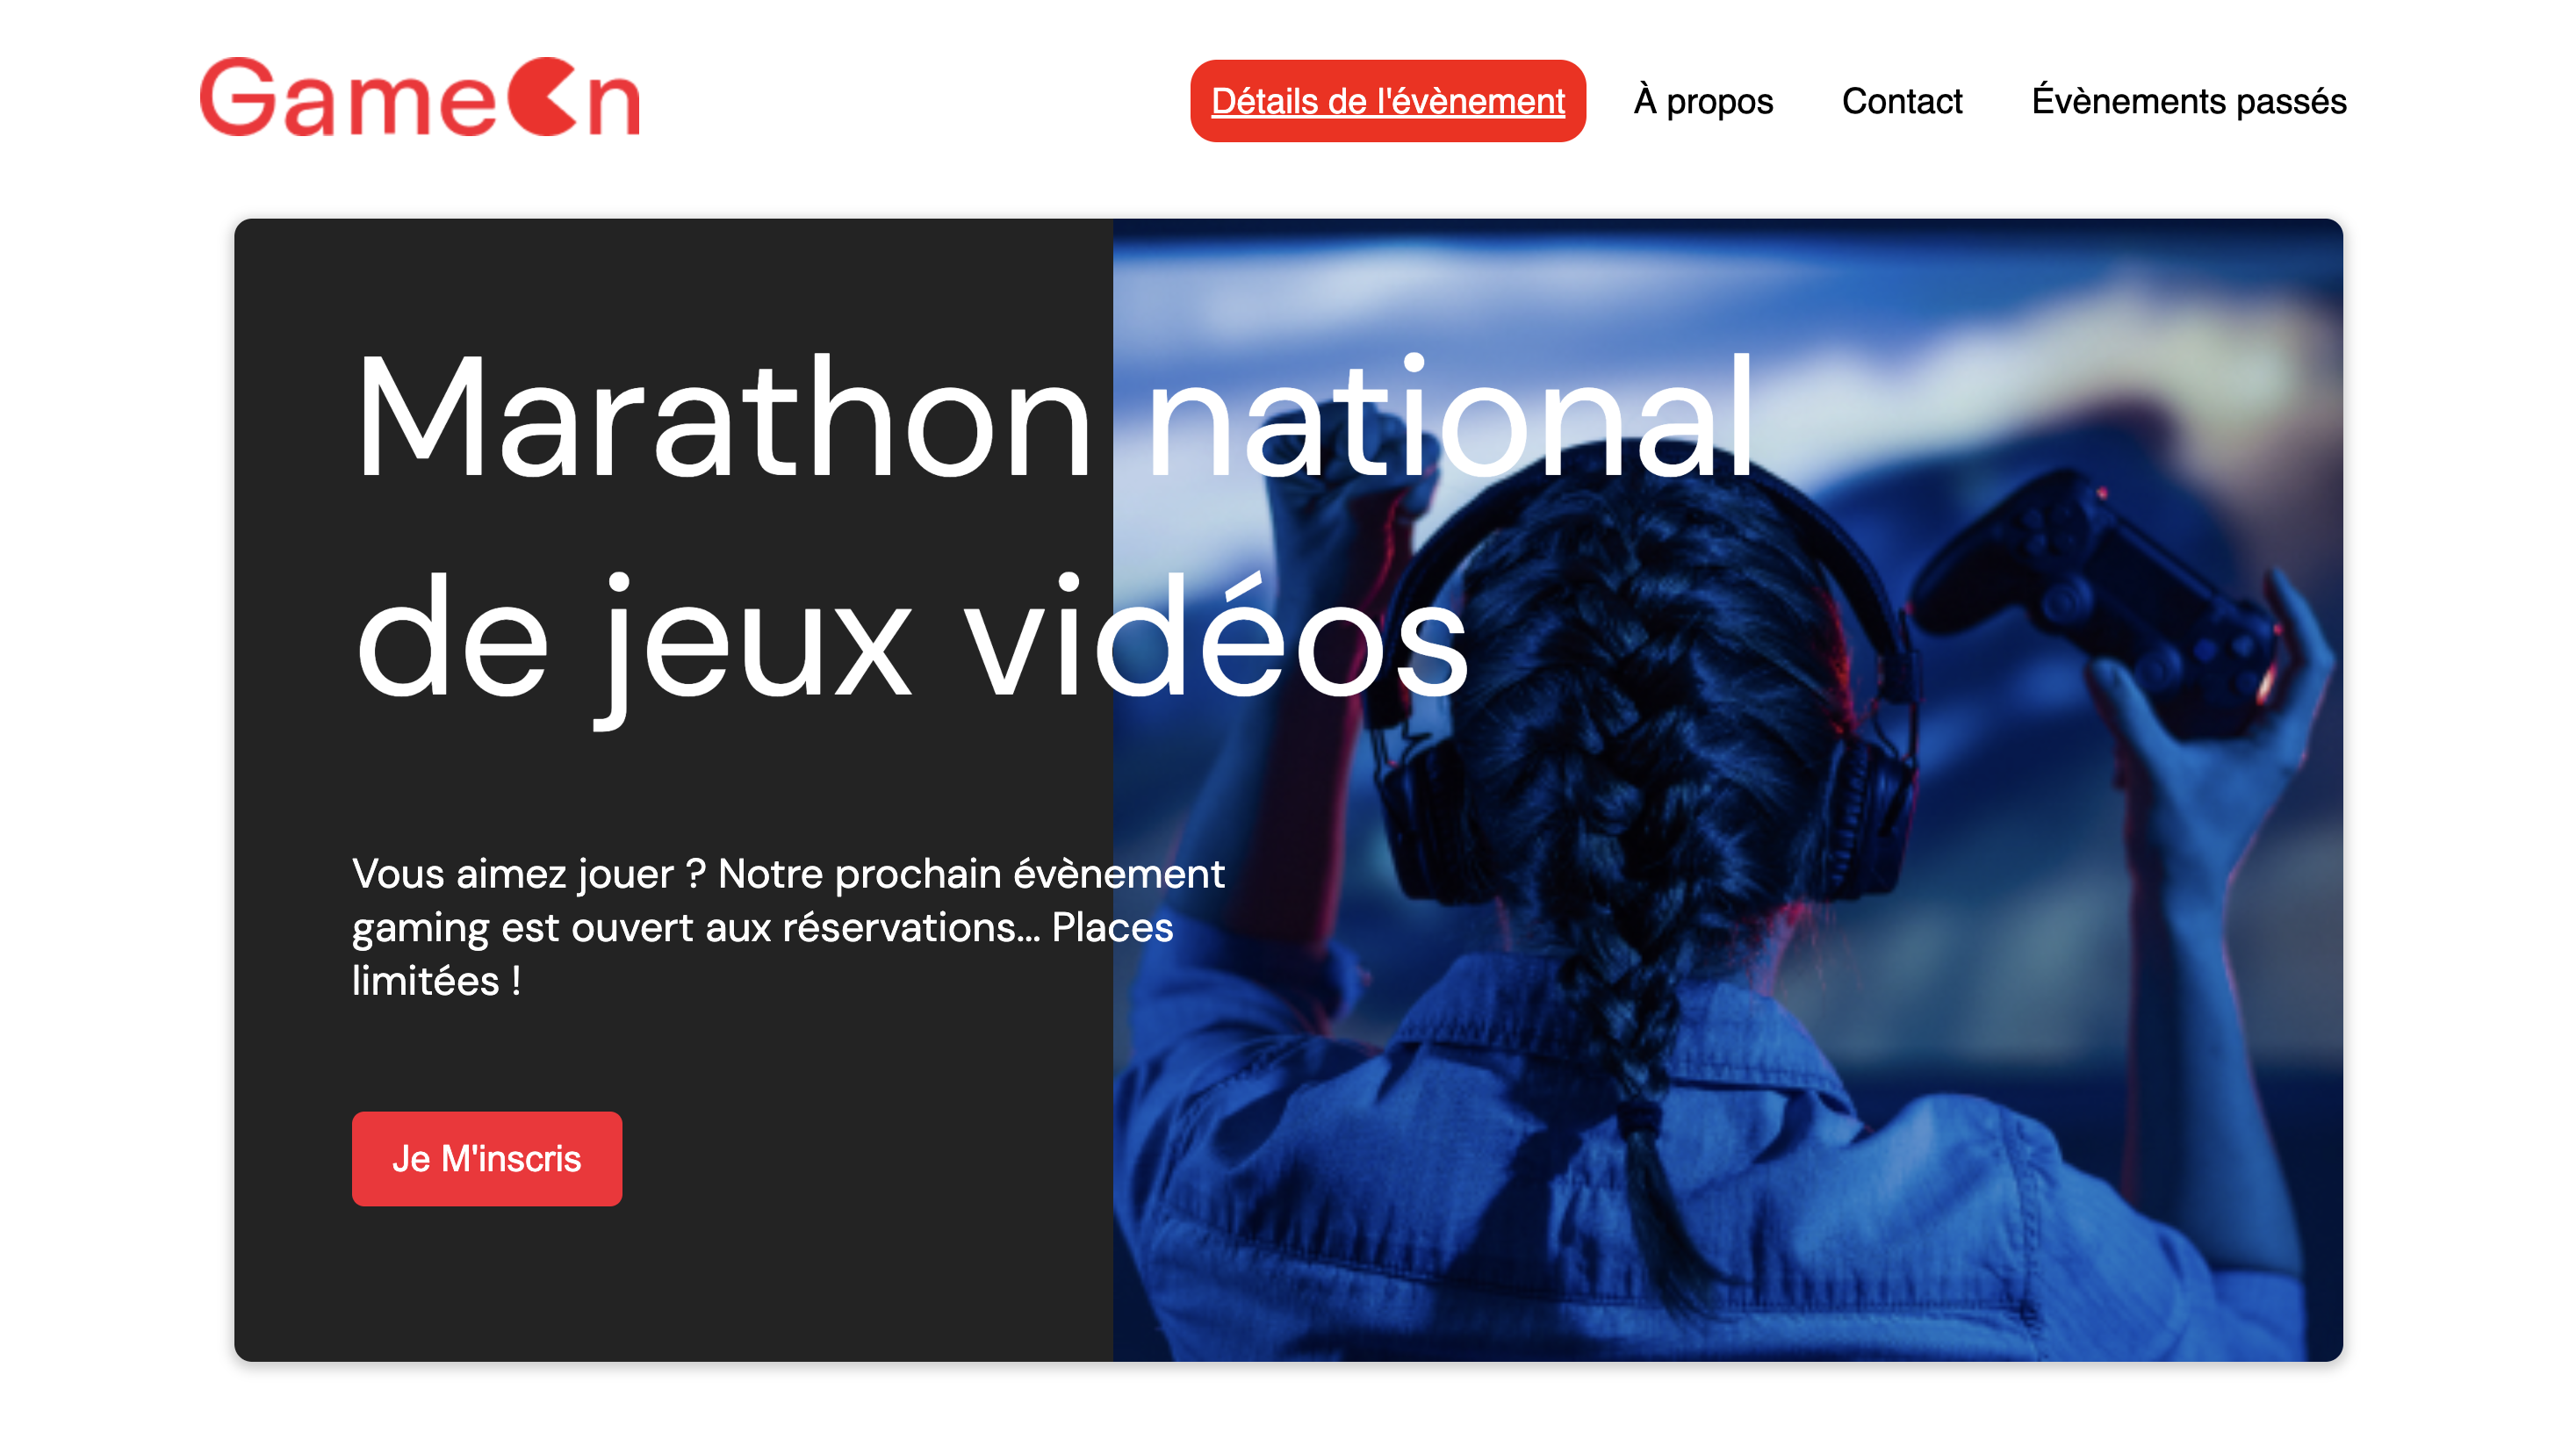 GameOn
Détails de l'évènement
À propos
Contact
Évènements passés
Marathon national
de jeux vidéos
Vous aimez jouer ? Notre prochain évènement
gaming est ouvert aux réservations... Places
limitées !
Je M'inscris